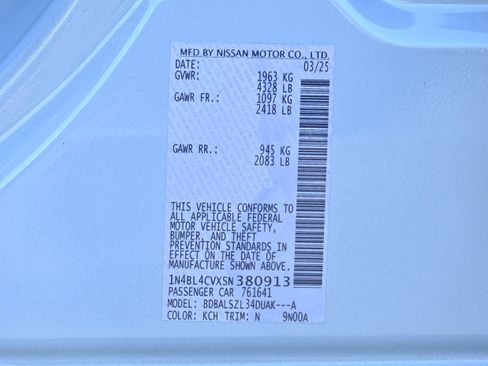 MFD BY NISSAN MOTOR CO., LTD.
DATE: 03/25
GVWR: 1963 KG
4328 LB
GAWR FR.: 1097 KG
2418 LB
GAWR RR.: 945 KG
2083 LB
THIS VEHICLE CONFORMS TO
ALL APPLICABLE FEDERAL
MOTOR VEHICLE SAFETY,
BUMPER, AND THEFT
PREVENTION STANDARDS IN
EFFECT ON THE DATE OF
MANUFACTURE SHOWN ABOVE.
1N4BL4CVXSN380913
PASSENGER CAR 761641
MODEL: BDBALSZL34DUAK---A
COLOR: KCH TRIM: N 9N00A